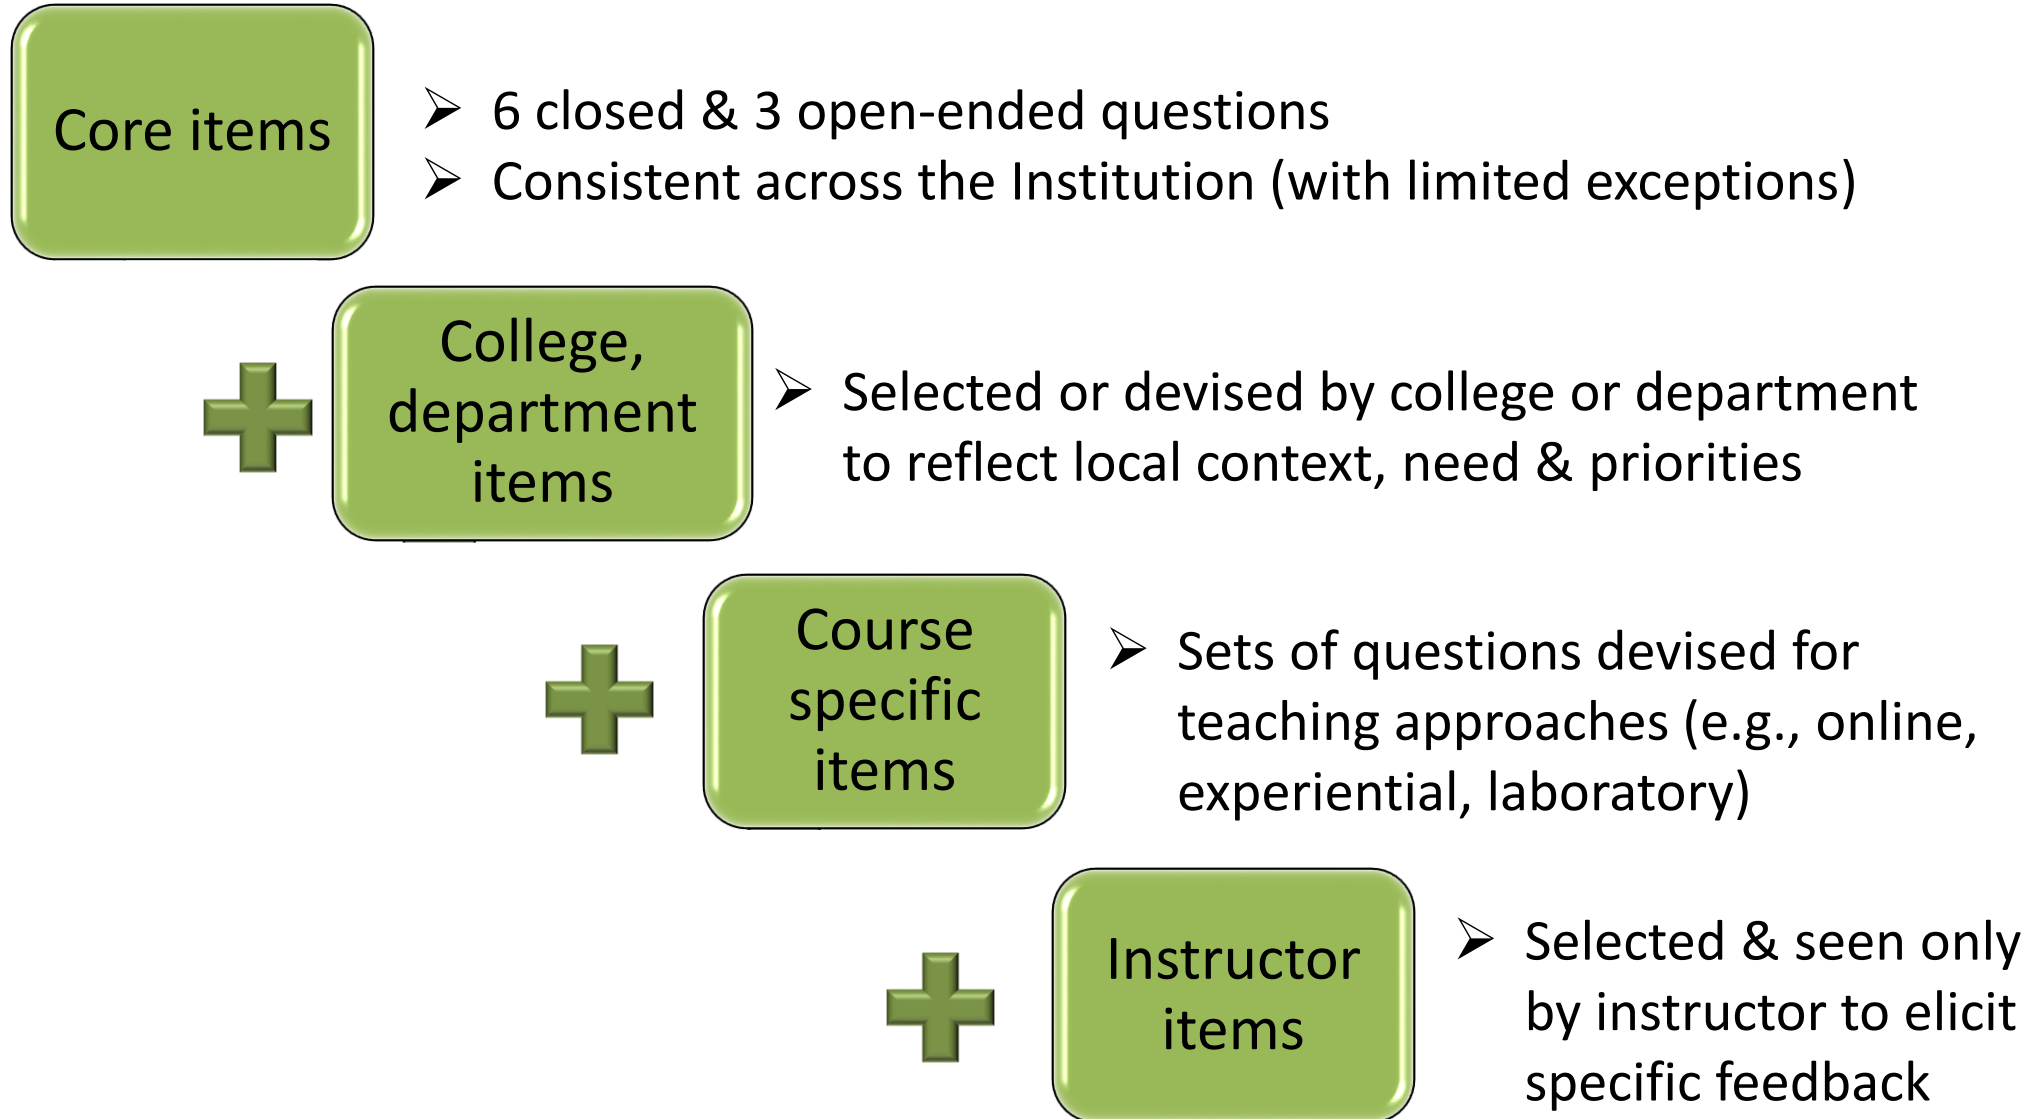 Core items
➢ 6 closed & 3 open-ended questions
➢ Consistent across the Institution (with limited exceptions)
College,
department
items
➢ Selected or devised by college or department
to reflect local context, need & priorities
Course
specific
items
➢ Sets of questions devised for
teaching approaches (e.g., online,
experiential, laboratory)
Instructor
items
➢ Selected & seen only
by instructor to elicit
specific feedback